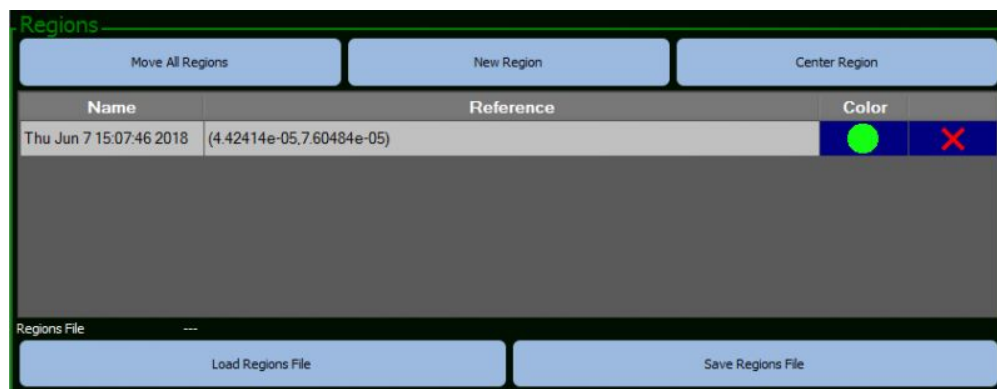 Regions
Move All Regions New Region Center Region
Name Reference Color
Thu Jun 7 15:07:46 2018 (4.42414e-05,7.60484e-05)
Regions File ---
Load Regions File Save Regions File